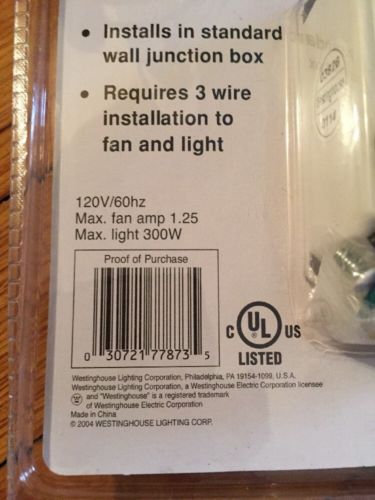 • Installs in standard
wall junction box
• Requires 3 wire
installation to
fan and light
120V/60hz
Max. fan amp 1.25
Max. light 300W
Proof of Purchase
0 30721 77873 5
C UL US
LISTED
Westinghouse Lighting Corporation, Philadelphia, PA 19154-1099, U.S.A.
Westinghouse Lighting Corporation, a Westinghouse Electric Corporation licensee
W and "Westinghouse" is a registered trademark
of Westinghouse Electric Corporation
Made in China
© 2004 WESTINGHOUSE LIGHTING CORP.